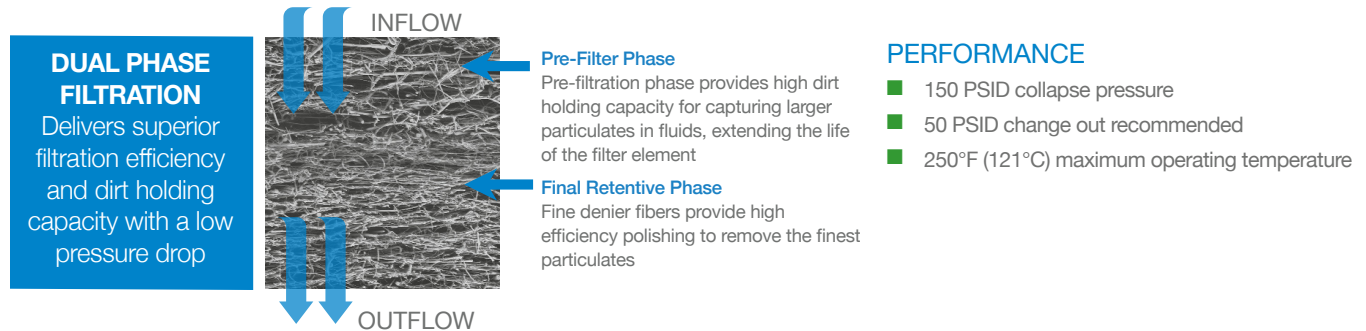 DUAL PHASE
FILTRATION
Delivers superior
filtration efficiency
and dirt holding
capacity with a low
pressure drop
INFLOW
OUTFLOW
Pre-Filter Phase
Pre-filtration phase provides high dirt
holding capacity for capturing larger
particulates in fluids, extending the life
of the filter element
Final Retentive Phase
Fine denier fibers provide high
efficiency polishing to remove the finest
particulates
PERFORMANCE
150 PSID collapse pressure
50 PSID change out recommended
250°F (121°C) maximum operating temperature